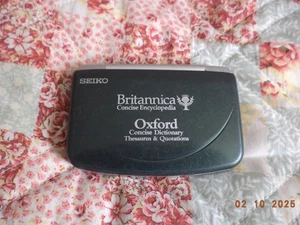 SEIKO
Britannica
Concise Encyclopedia
Oxford
Concise Dictionary
Thesaurus & Quotations
02 10 2025